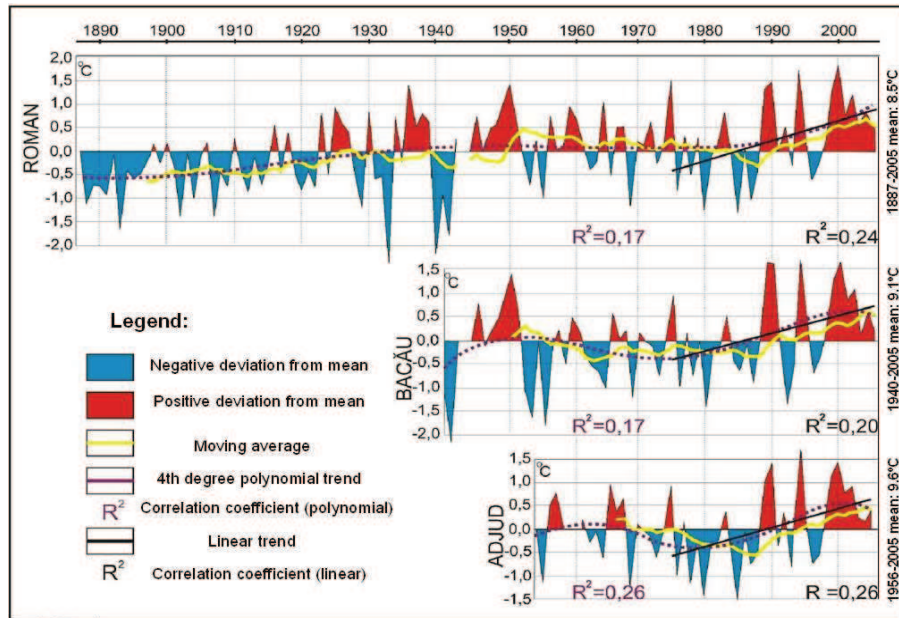 1890 1900 1910 1920 1930 1940 1950 1960 1970 1980 1990 2000
2,0
1,5
1,0
0,5
0,0
-0,5
-1,0
-1,5
-2,0
°C
ROMAN
R²=0,17
R²=0,24
1887-2005 mean: 8.5°C
1,5
1,0
0,5
0,0
-0,5
-1,0
-1,5
-2,0
°C
BACĂU
R²=0,17
R²=0,20
1940-2005 mean: 9.1°C
Legend:
Negative deviation from mean
Positive deviation from mean
Moving average
4th degree polynomial trend
R² Correlation coefficient (polynomial)
Linear trend
R² Correlation coefficient (linear)
1,5
1,0
0,5
0,0
-0,5
-1,0
-1,5
°C
ADJUD
R²=0,26
R =0,26
1956-2005 mean: 9.6°C